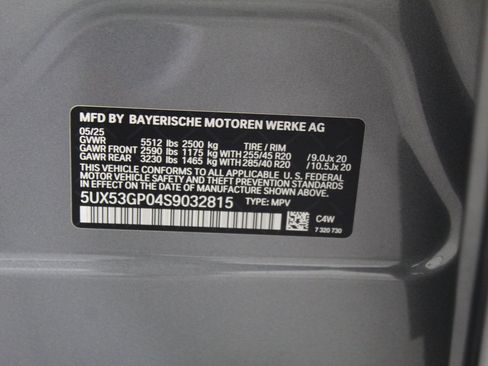 MFD BY BAYERISCHE MOTOREN WERKE AG
05/25
GVWR 5512 lbs 2500 kg TIRE / RIM
GAWR FRONT 2590 lbs 1175 kg WITH 255/45 R20 /9.0Jx 20
GAWR REAR 3230 lbs 1465 kg WITH 285/40 R20 /10.5Jx 20
THIS VEHICLE CONFORMS TO ALL APPLICABLE U.S. FEDERAL
MOTOR VEHICLE SAFETY AND THEFT PREVENTION STANDARDS
IN EFFECT ON THE DATE OF MANUFACTURE SHOWN ABOVE.
5UX53GP04S9032815 TYPE: MPV
C4W
7 320 730